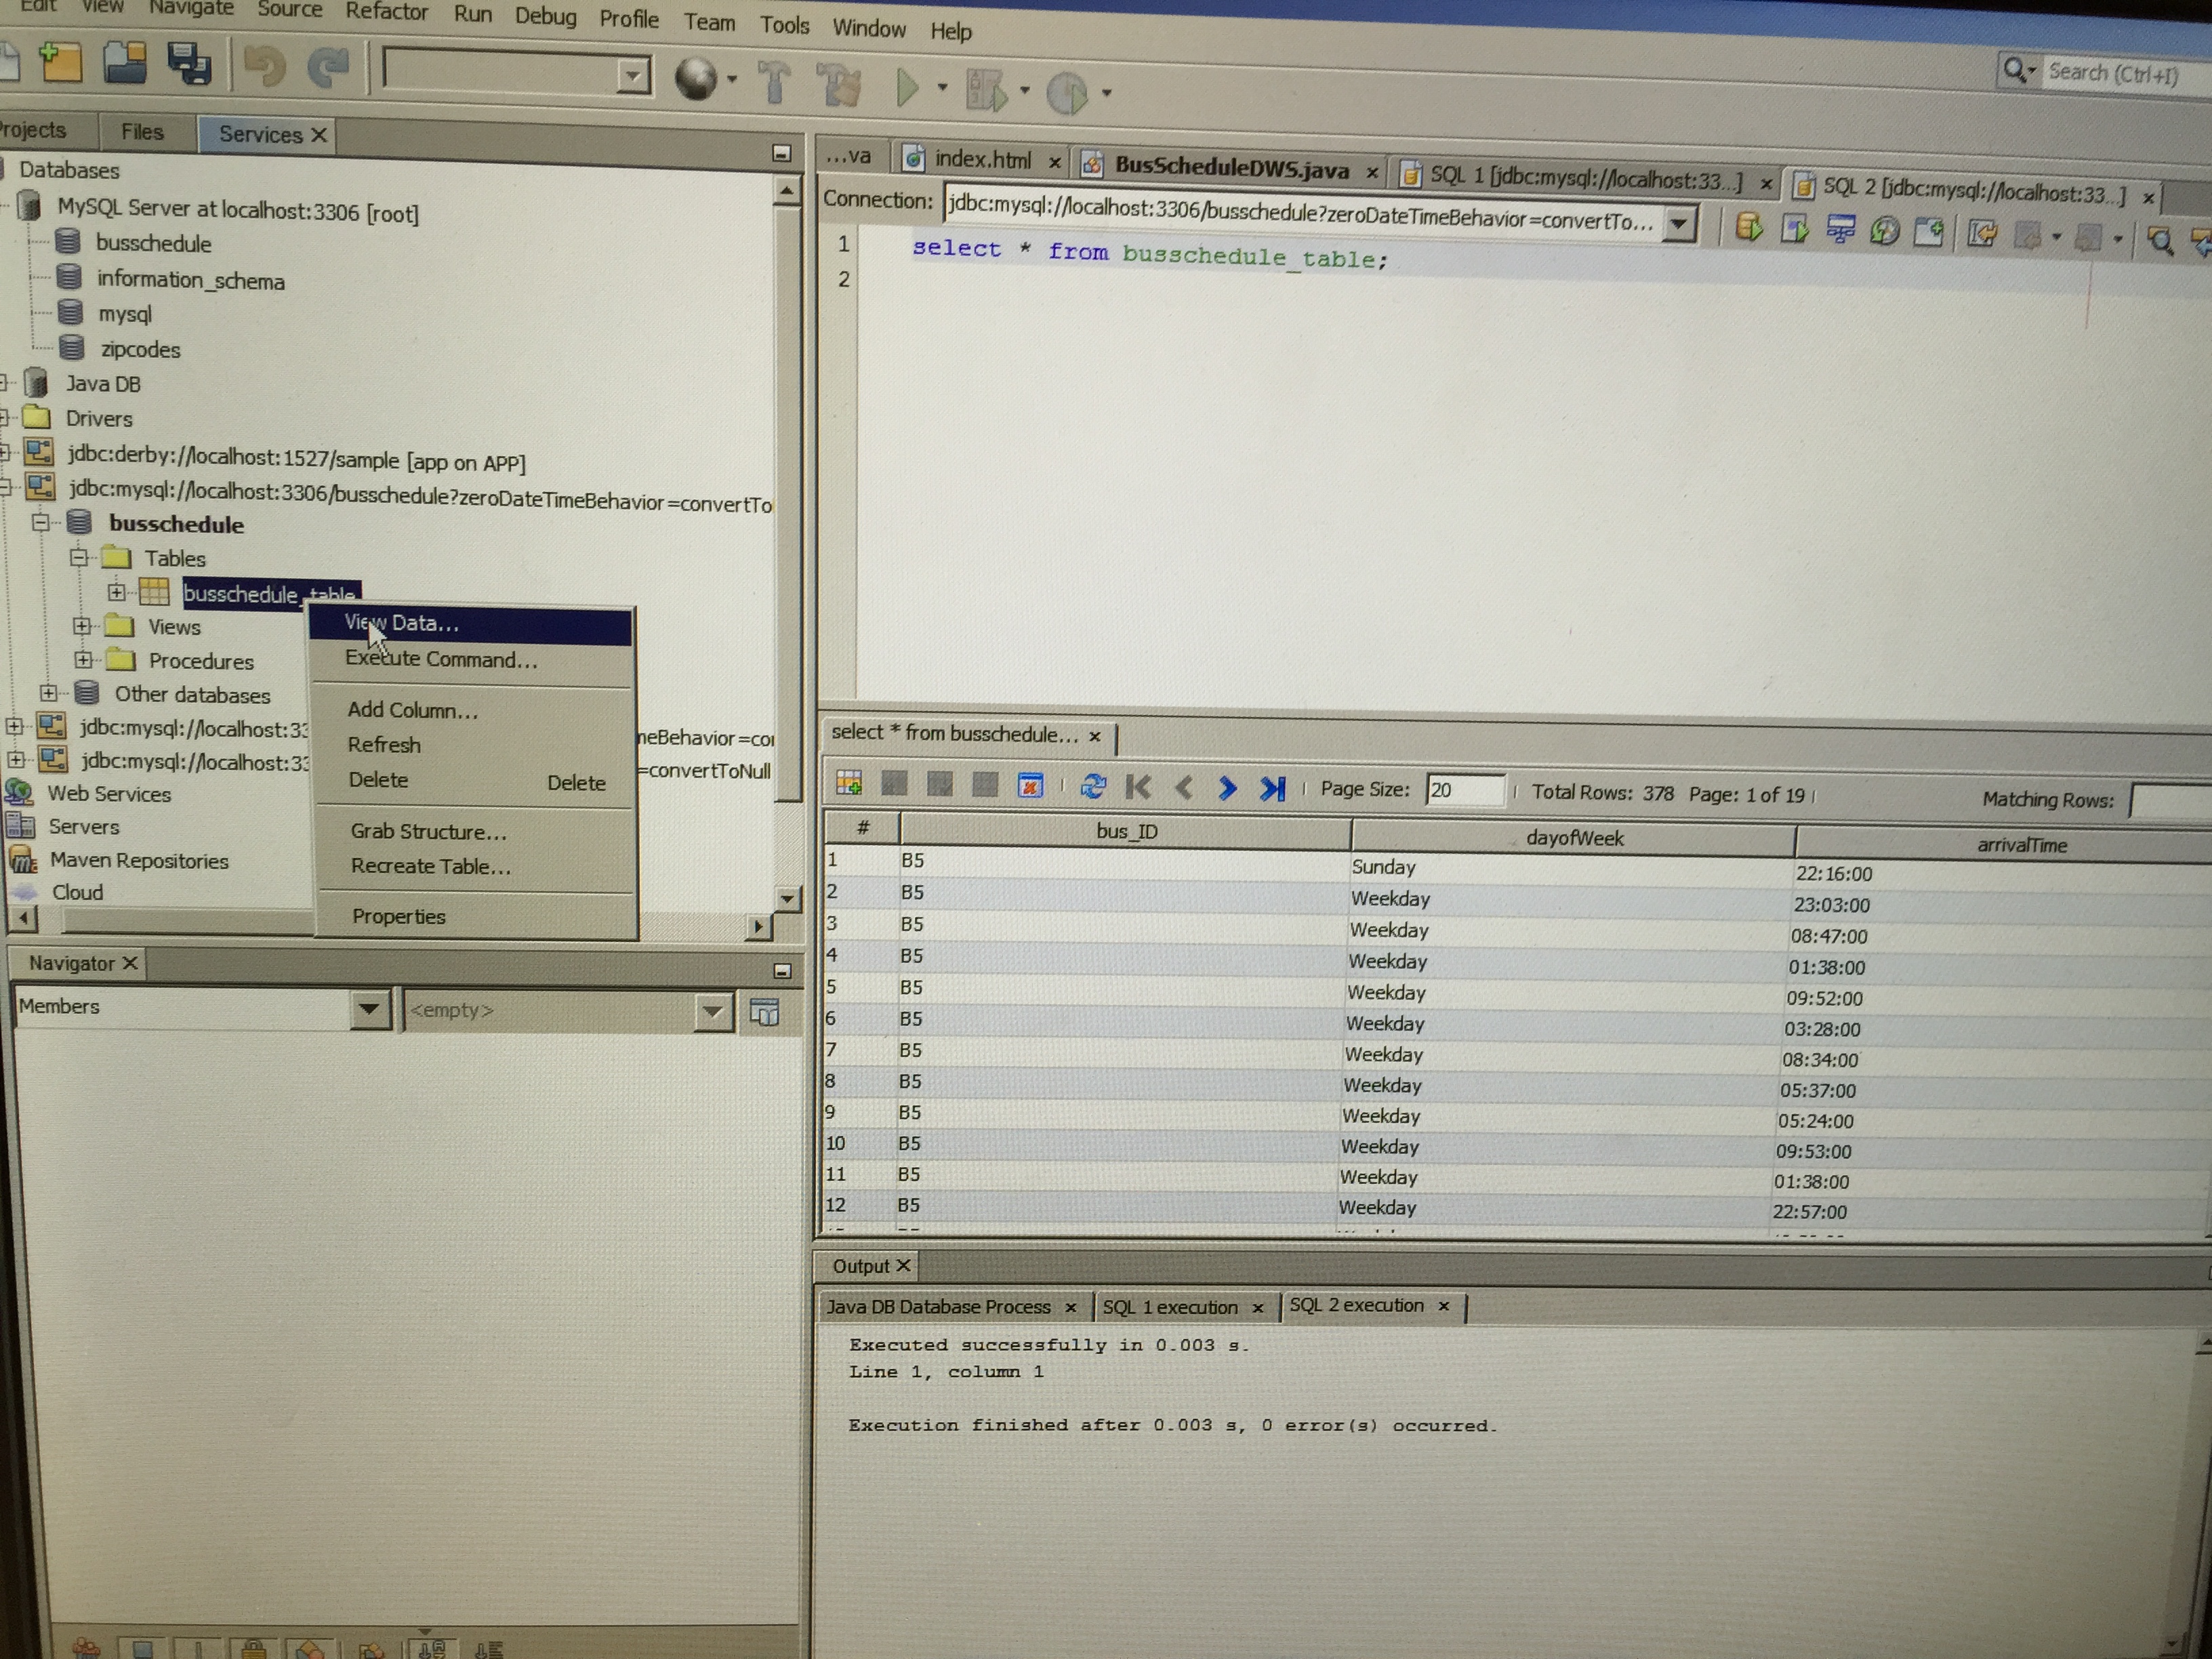 Edit View Navigate Source Refactor Run Debug Profile Team Tools Window Help
Search (Ctrl+I)
Projects Files Services
Databases
MySQL Server at localhost:3306 [root]
busschedule
information_schema
mysql
zipcodes
Java DB
Drivers
jdbc:derby://localhost:1527/sample [app on APP]
jdbc:mysql://localhost:3306/busschedule?zeroDateTimeBehavior=convertTo
busschedule
Tables
busschedule_table
Views
Procedures
Other databases
jdbc:mysql://localhost:33 neBehavior=co
jdbc:mysql://localhost:33 =convertToNull
Web Services
Servers
Maven Repositories
Cloud
View Data...
Execute Command...
Add Column...
Refresh
Delete Delete
Grab Structure...
Recreate Table...
Properties
Navigator
Members <empty>
...va index.html BusScheduleDWS.java SQL 1 [jdbc:mysql://localhost:33...] SQL 2 [jdbc:mysql://localhost:33...]
Connection: jdbc:mysql://localhost:3306/busschedule?zeroDateTimeBehavior=convertTo...
1 select * from busschedule_table;
2
select * from busschedule...
Page Size: 20 Total Rows: 378 Page: 1 of 19 Matching Rows:
# bus_ID dayofWeek arrivalTime
1 B5 Sunday 22:16:00
2 B5 Weekday 23:03:00
3 B5 Weekday 08:47:00
4 B5 Weekday 01:38:00
5 B5 Weekday 09:52:00
6 B5 Weekday 03:28:00
7 B5 Weekday 08:34:00
8 B5 Weekday 05:37:00
9 B5 Weekday 05:24:00
10 B5 Weekday 09:53:00
11 B5 Weekday 01:38:00
12 B5 Weekday 22:57:00
Output
Java DB Database Process SQL 1 execution SQL 2 execution
Executed successfully in 0.003 s.
Line 1, column 1
Execution finished after 0.003 s, 0 error(s) occurred.